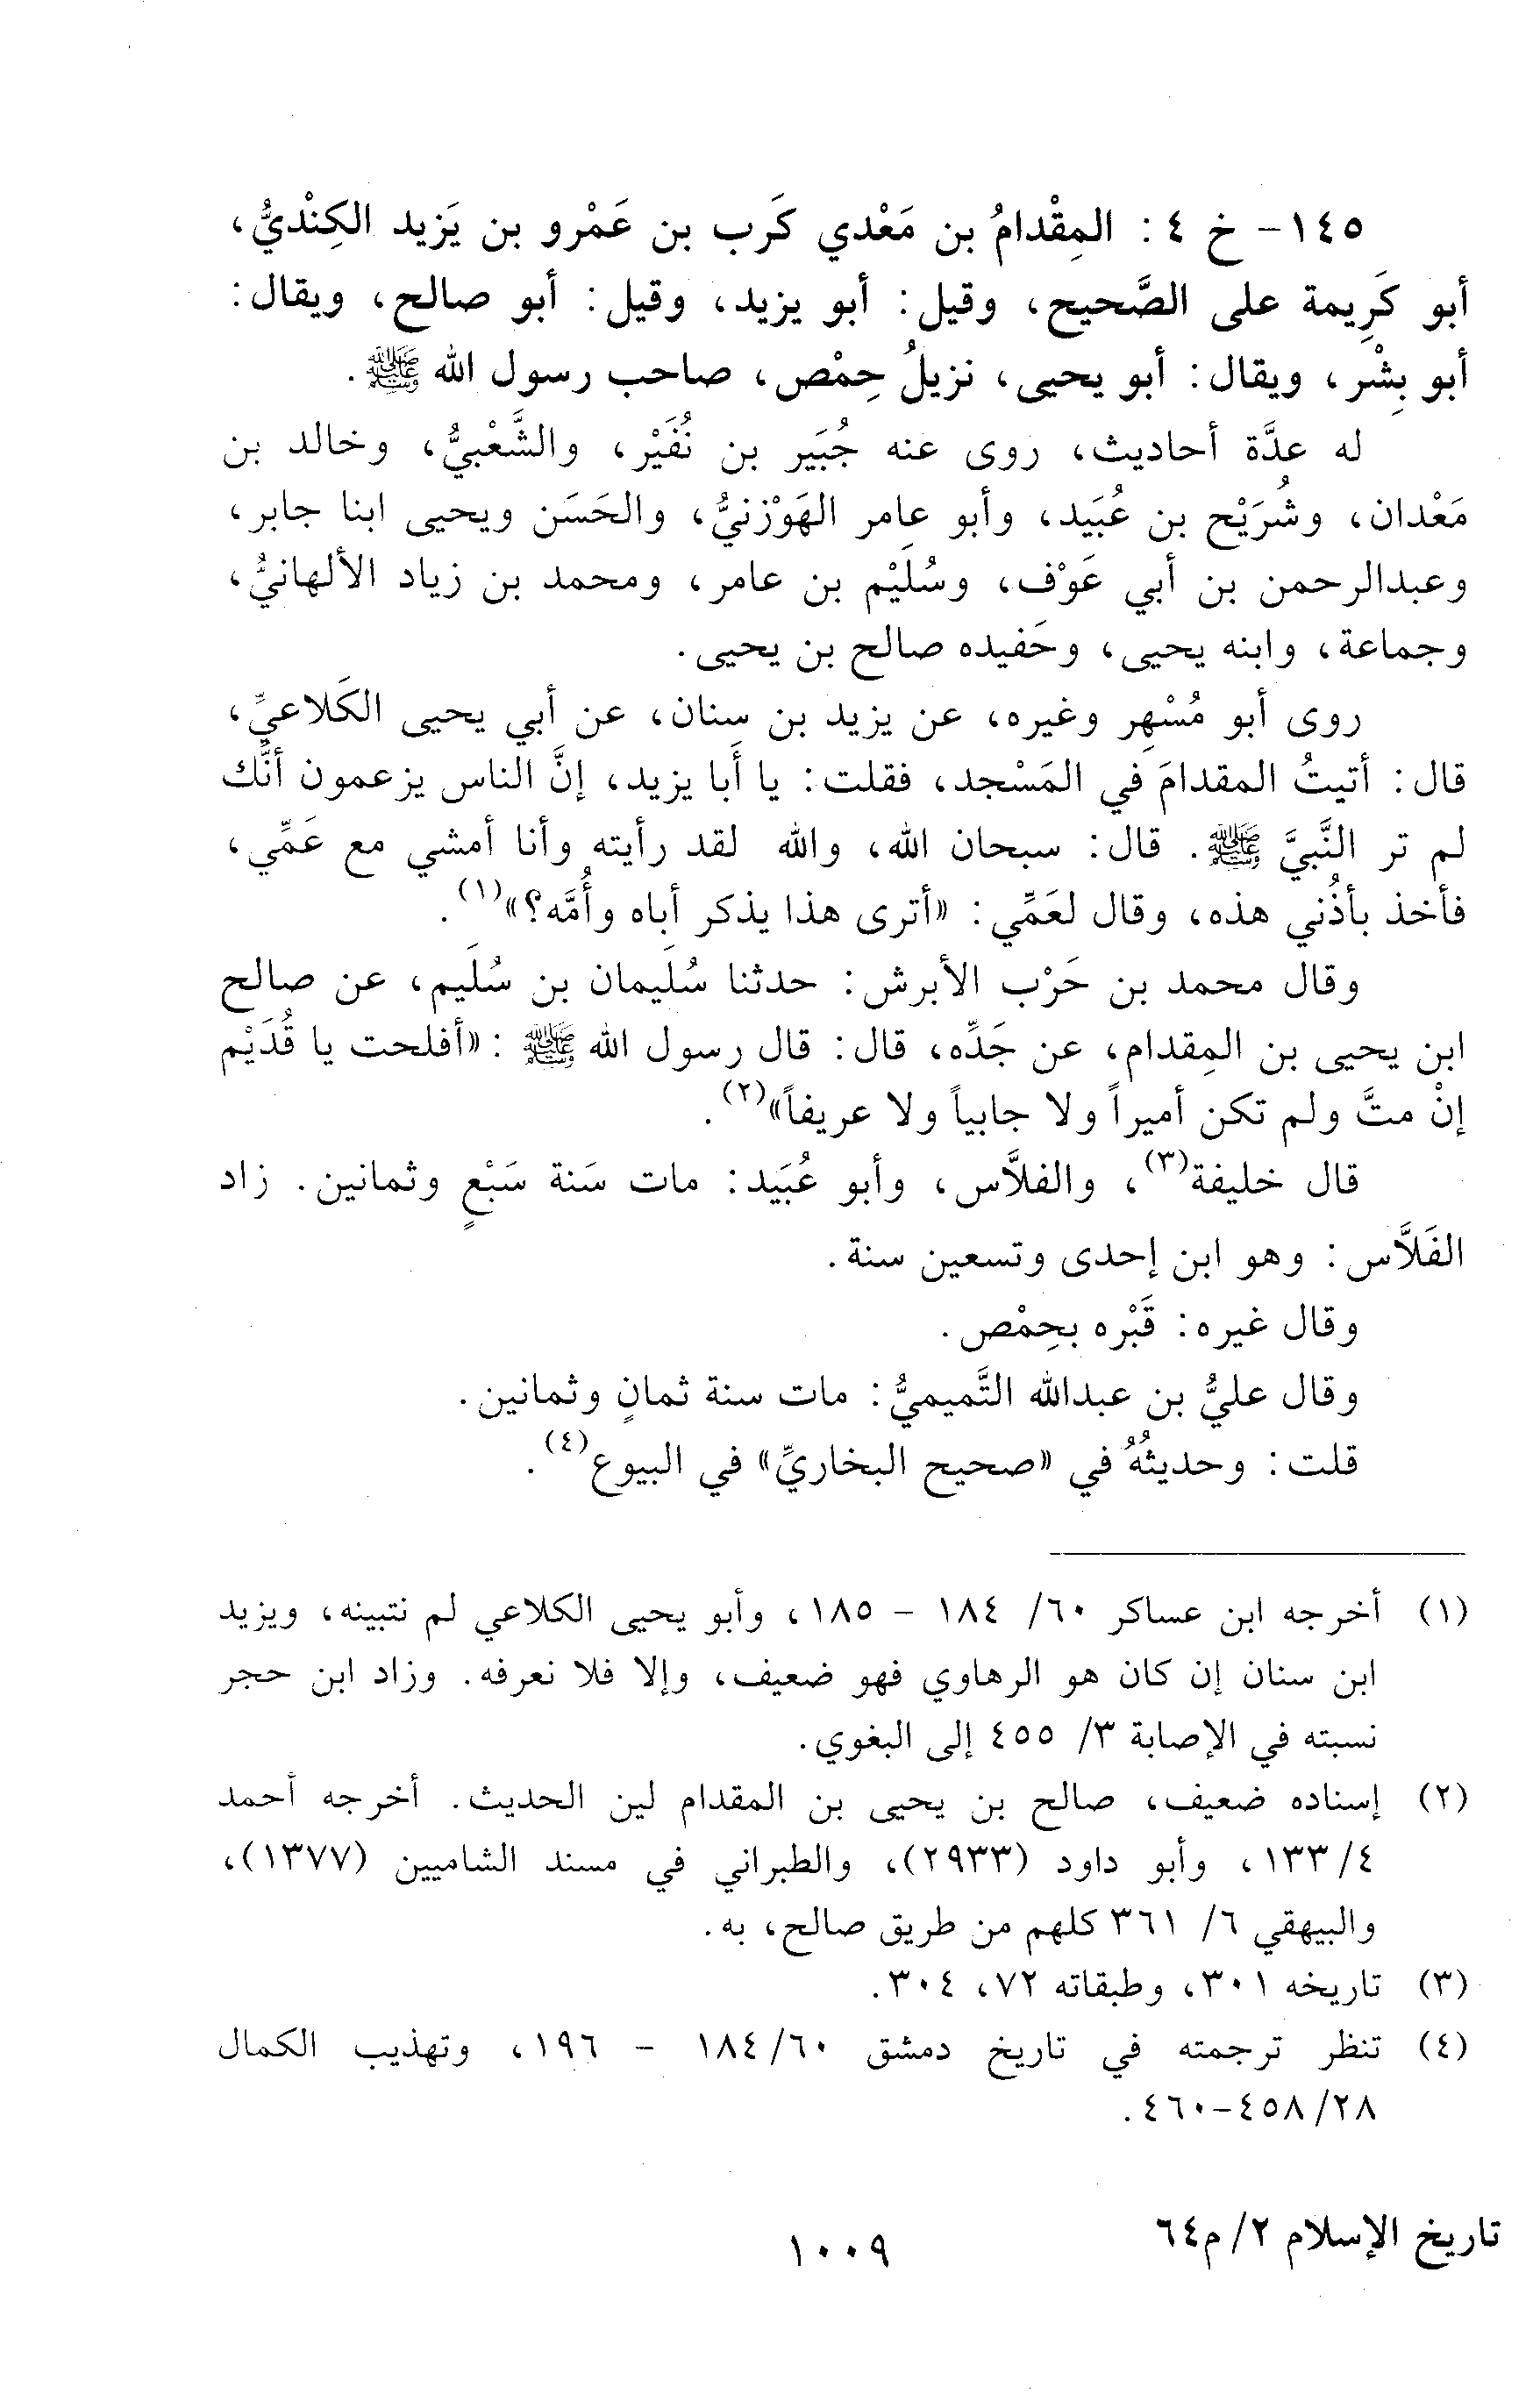 ١٤٥- خ ٤ : المِقْدامُ بن مَعْدي كَرب بن عَمْرو بن يَزيد الكِنْديُّ،
أبو كَرِيمة على الصَّحيح، وقيل: أبو يزيد، وقيل: أبو صالح، ويقال:
أبو بِشْر، ويقال: أبو يحيى، نزيلُ حِمْص، صاحب رسول الله ﷺ.
له عدَّة أحاديث، روى عنه جُبَير بن نُفَيْر، والشَّعْبيُّ، وخالد بن
مَعْدان، وشُرَيْح بن عُبَيد، وأبو عامر الهَوْزنيُّ، والحَسَن ويحيى ابنا جابر،
وعبدالرحمن بن أبي عَوْف، وسُلَيْم بن عامر، ومحمد بن زياد الألهانيُّ،
وجماعة، وابنه يحيى، وحَفيده صالح بن يحيى.
روى أبو مُسْهِر وغيره، عن يزيد بن سِنان، عن أبي يحيى الكَلاعيِّ،
قال: أتيتُ المقدامَ في المَسْجد، فقلت: يا أَبا يزيد، إنَّ الناس يزعمون أنَّك
لم تر النَّبيَّ ﷺ. قال: سبحان الله، والله لقد رأيته وأنا أمشي مع عَمِّي،
فأخذ بأذُني هذه، وقال لعَمِّي: «أترى هذا يذكر أباه وأُمَّه؟»(١).
وقال محمد بن حَرْب الأبرش: حدثنا سُلَيمان بن سُلَيم، عن صالح
ابن يحيى بن المِقدام، عن جَدِّه، قال: قال رسول الله ﷺ: «أفلحت يا قُدَيْم
إنْ متَّ ولم تكن أميراً ولا جابياً ولا عريفاً»(٢).
قال خليفة(٣)، والفلاَّس، وأبو عُبَيد: مات سَنة سَبْعٍ وثمانين. زاد
الفَلاَّس: وهو ابن إحدى وتسعين سنة.
وقال غيره: قَبْره بحِمْص.
وقال عليُّ بن عبدالله التَّميميُّ: مات سنة ثمانٍ وثمانين.
قلت: وحديثُهُ في «صحيح البخاريِّ» في البيوع(٤).
(١) أخرجه ابن عساكر ٦٠/ ١٨٤ - ١٨٥، وأبو يحيى الكلاعي لم نتبينه، ويزيد
ابن سنان إن كان هو الرهاوي فهو ضعيف، وإلا فلا نعرفه. وزاد ابن حجر
نسبته في الإصابة ٣/ ٤٥٥ إلى البغوي.
(٢) إسناده ضعيف، صالح بن يحيى بن المقدام لين الحديث. أخرجه أحمد
٤/ ١٣٣، وأبو داود (٢٩٣٣)، والطبراني في مسند الشاميين (١٣٧٧)،
والبيهقي ٦/ ٣٦١ كلهم من طريق صالح، به.
(٣) تاريخه ٣٠١، وطبقاته ٧٢، ٣٠٤.
(٤) تنظر ترجمته في تاريخ دمشق ٦٠/ ١٨٤ - ١٩٦، وتهذيب الكمال
٢٨/ ٤٥٨-٤٦٠.
تاريخ الإسلام ٢/ م٦٤
١٠٠٩